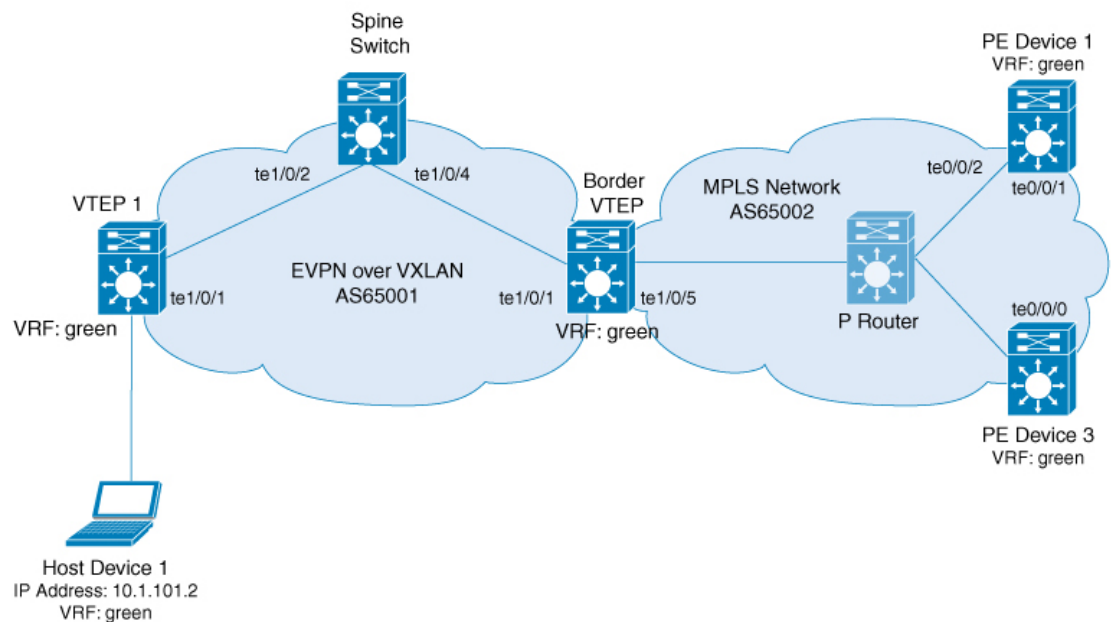 Spine
Switch
PE Device 1
VRF: green
te1/0/2
te1/0/4
Border
VTEP
MPLS Network
AS65002
te0/0/2
te0/0/1
VTEP 1
EVPN over VXLAN
AS65001
te1/0/1
te1/0/1
te1/0/5
VRF: green
VRF: green
P Router
te0/0/0
PE Device 3
VRF: green
Host Device 1
IP Address: 10.1.101.2
VRF: green